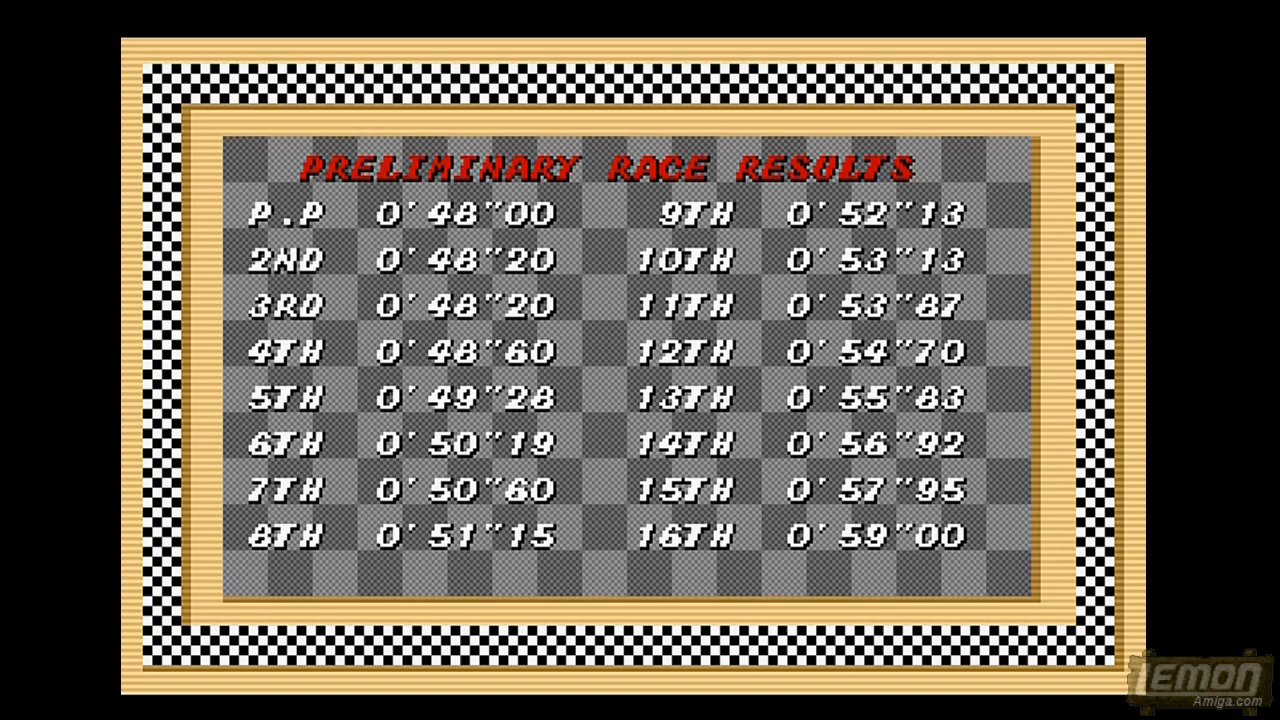 PRELIMINARY RACE RESULTS
P.P 0'48"00 9TH 0'52"13
2ND 0'48"20 10TH 0'53"13
3RD 0'48"20 11TH 0'53"87
4TH 0'48"60 12TH 0'54"70
5TH 0'49"28 13TH 0'55"83
6TH 0'50"19 14TH 0'56"92
7TH 0'50"60 15TH 0'57"95
8TH 0'51"15 16TH 0'59"00
LEMON
Amiga.com